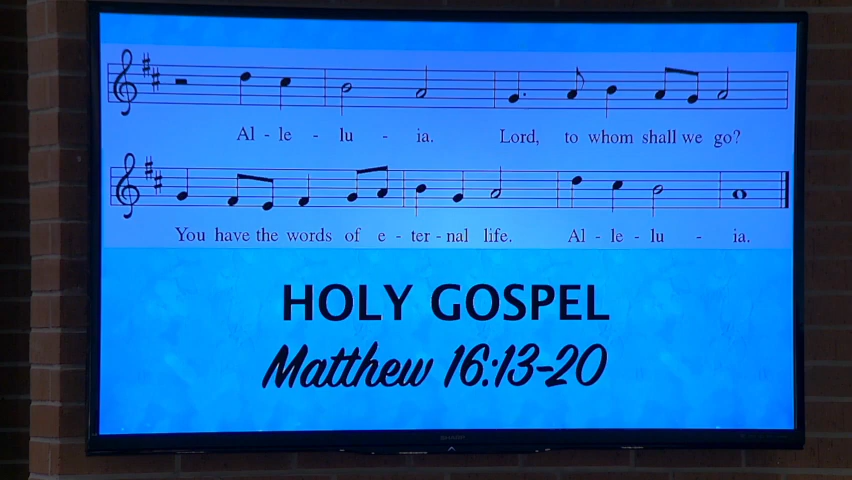 Al - le - lu - ia. Lord, to whom shall we go?
You have the words of e - ter - nal life. Al - le - lu - ia.
HOLY GOSPEL
Matthew 16:13-20
SHARP